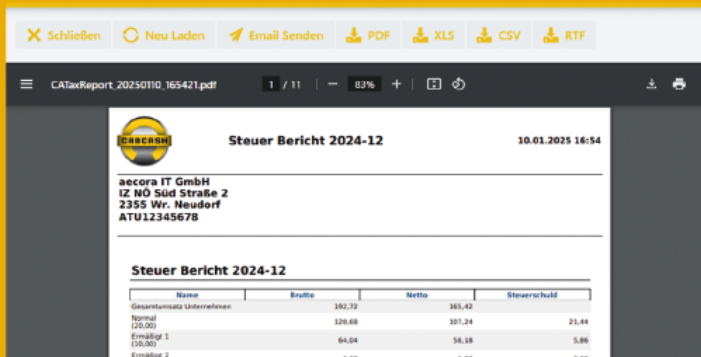 Schließen Neu Laden Email Senden PDF XLS CSV RTF
CATaxReport_20250110_165421.pdf 1 / 11 83%
CABCASH Steuer Bericht 2024-12 10.01.2025 16:54
aecora IT GmbH
IZ NÖ Süd Straße 2
2355 Wr. Neudorf
ATU12345678
Steuer Bericht 2024-12
Name Brutto Netto Steuerschuld
Gesamtumsatz Unternehmen 192,72 165,42
Normal
(20,00) 128,68 107,24 21,44
Ermäßigt 1
(10,00) 64,04 58,18 5,86
Ermäßigt 2